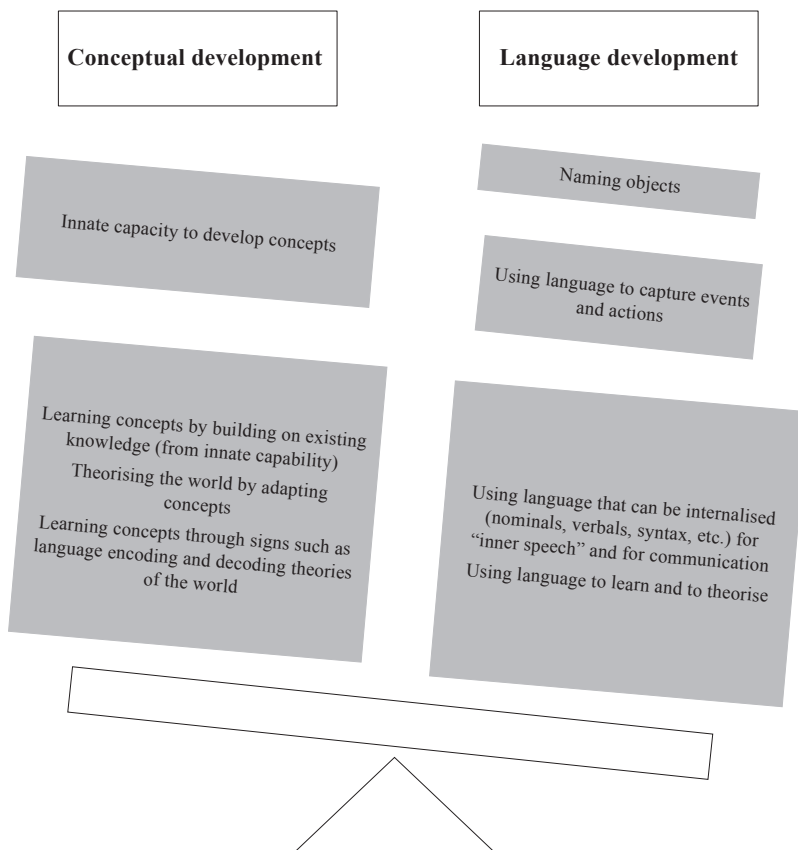 Conceptual development
Language development
Innate capacity to develop concepts
Learning concepts by building on existing
knowledge (from innate capability)
Theorising the world by adapting
concepts
Learning concepts through signs such as
language encoding and decoding theories
of the world
Naming objects
Using language to capture events
and actions
Using language that can be internalised
(nominals, verbals, syntax, etc.) for
“inner speech” and for communication
Using language to learn and to theorise